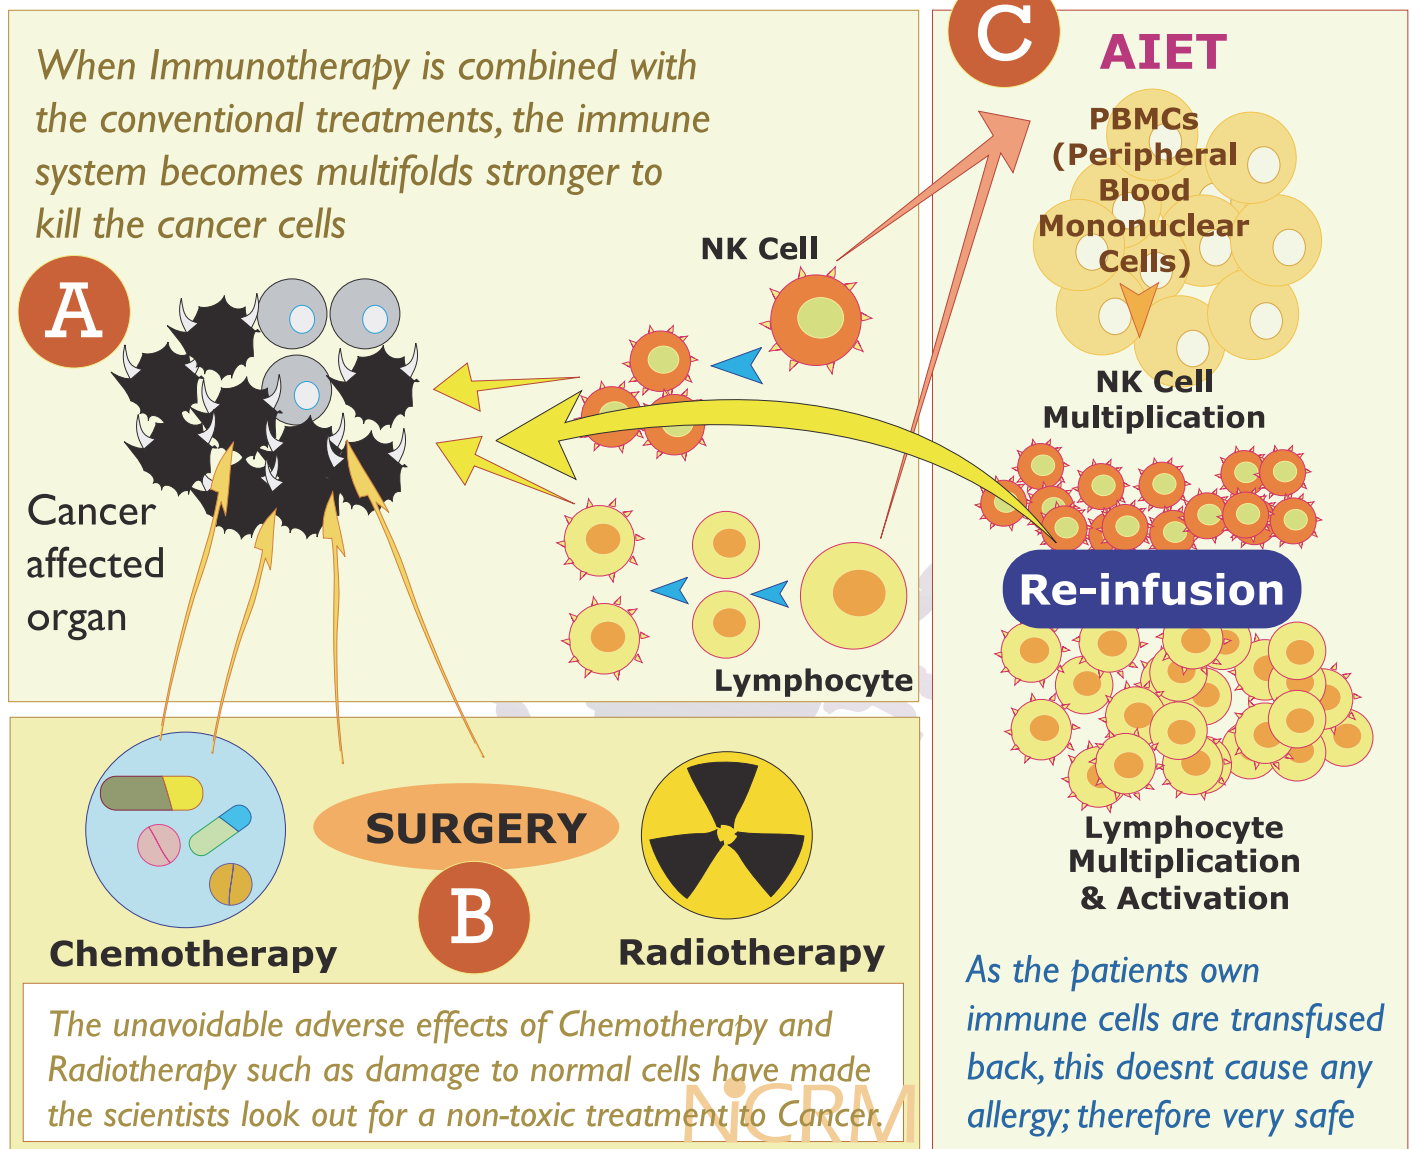 When Immunotherapy is combined with
the conventional treatments, the immune
system becomes multifolds stronger to
kill the cancer cells
A
NK Cell
Cancer
affected
organ
Lymphocyte
SURGERY
B
Chemotherapy
Radiotherapy
The unavoidable adverse effects of Chemotherapy and
Radiotherapy such as damage to normal cells have made
the scientists look out for a non-toxic treatment to Cancer.
NiCRM
C
AIET
PBMCs
(Peripheral
Blood
Mononuclear
Cells)
NK Cell
Multiplication
Re-infusion
Lymphocyte
Multiplication
& Activation
As the patients own
immune cells are transfused
back, this doesnt cause any
allergy; therefore very safe